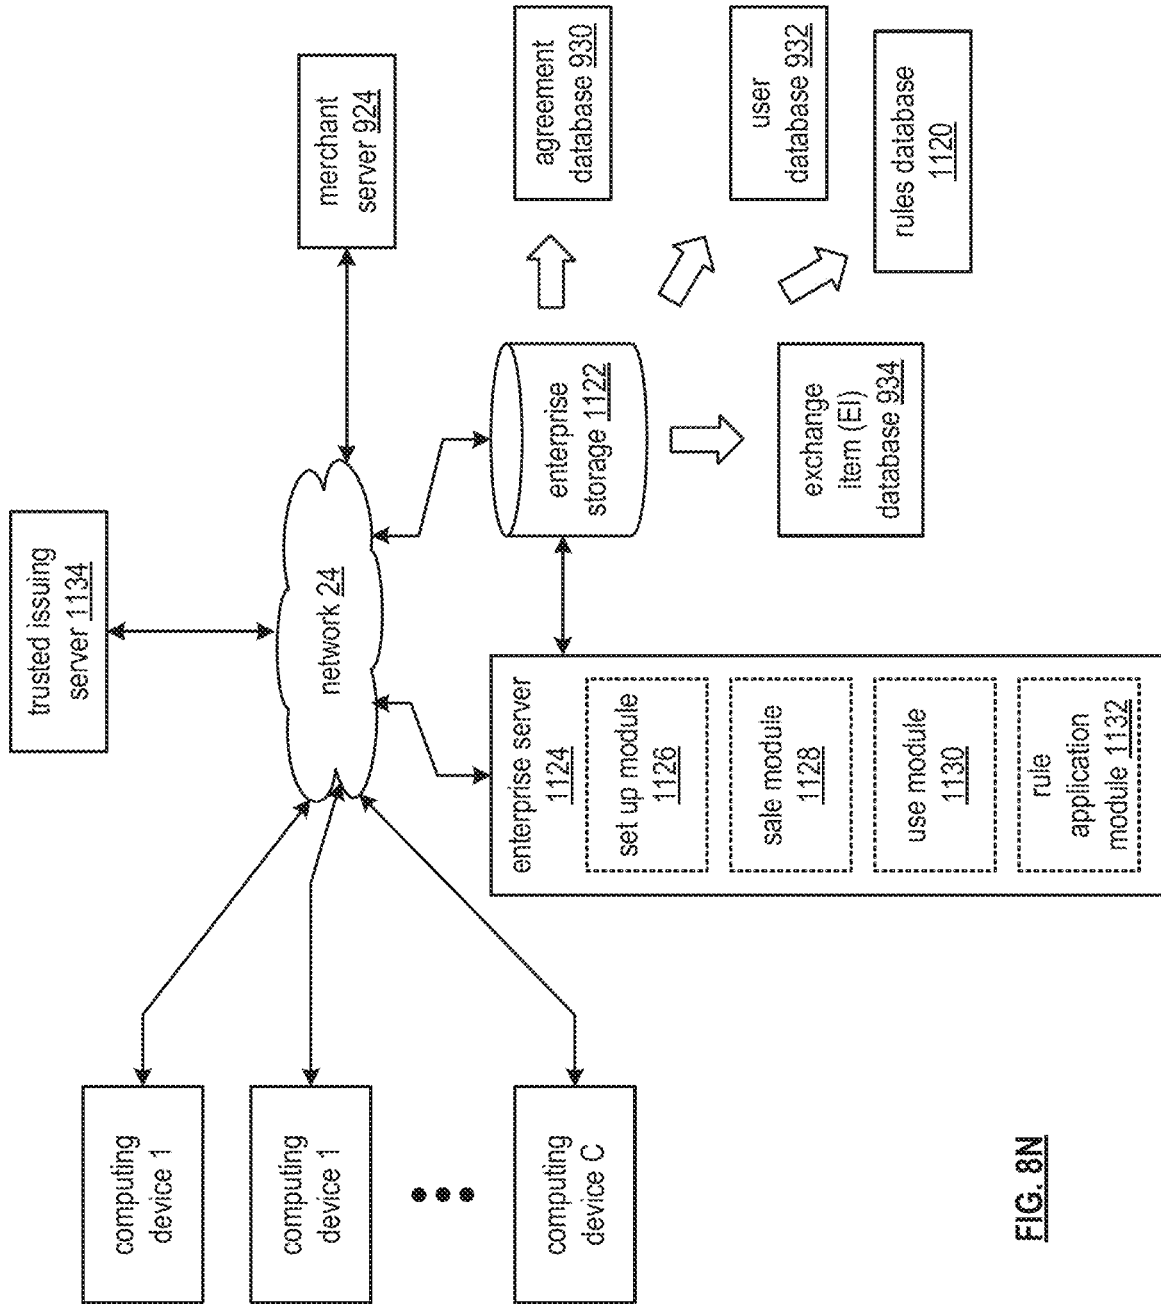 trusted issuing
server 1134
merchant
server 924
network 24
computing
device 1
computing
device 1
computing
device C
enterprise
storage 1122
agreement
database 930
user
database 932
rules database
1120
exchange
item (EI)
database 934
enterprise server
1124
set up module
1126
sale module
1128
use module
1130
rule
application
module 1132
FIG. 8N